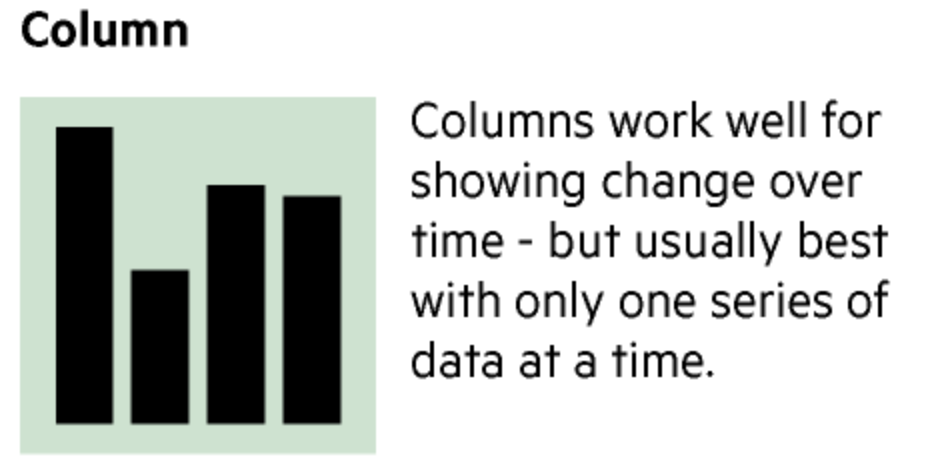 Column
Columns work well for
showing change over
time - but usually best
with only one series of
data at a time.